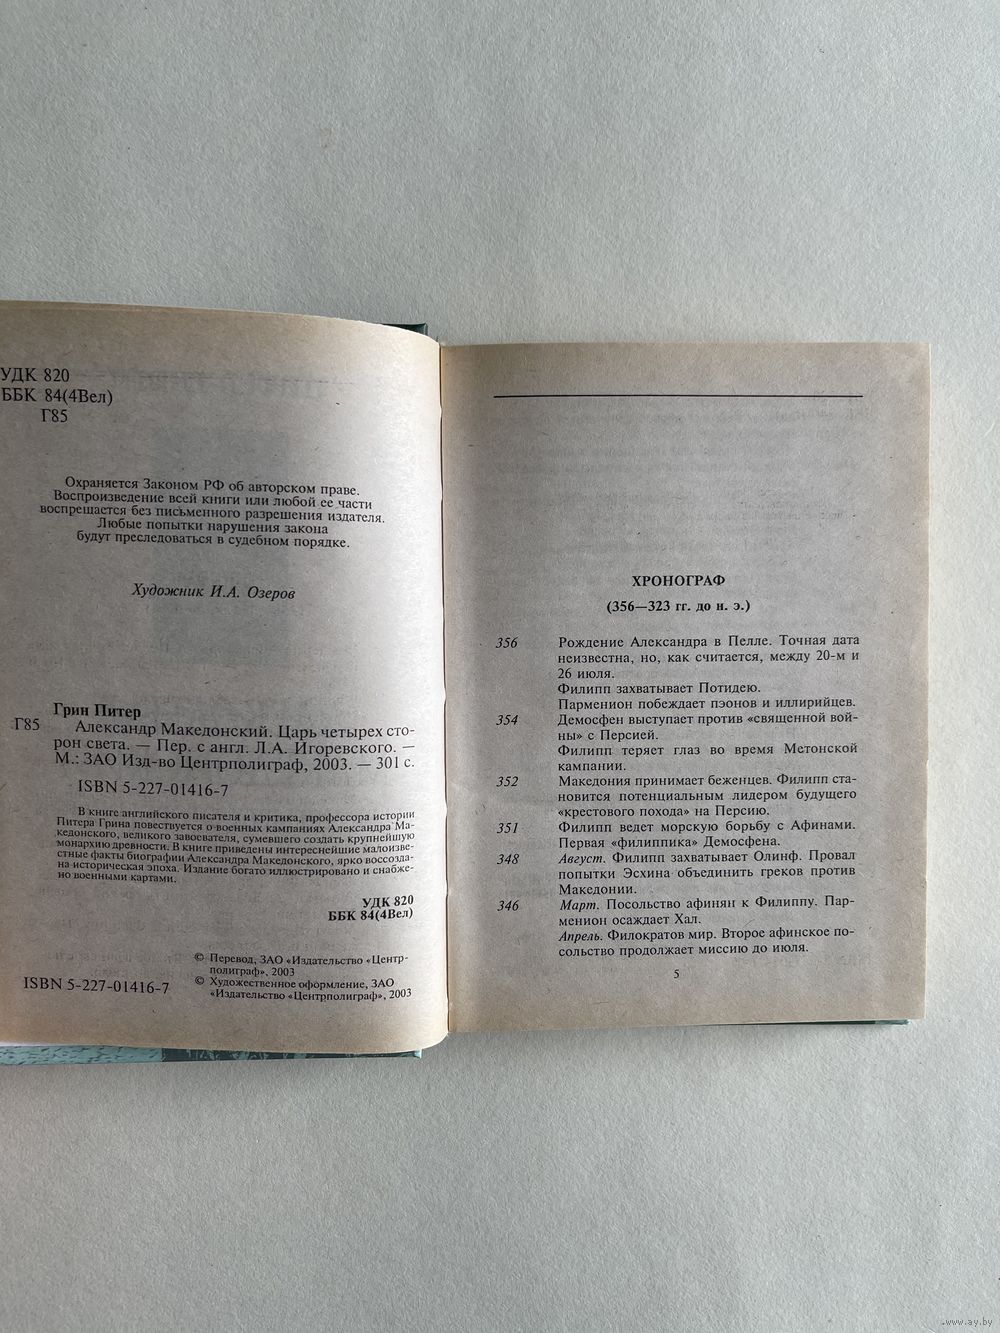 УДК 820
ББК 84(4Вел)
Г85
Охраняется Законом РФ об авторском праве.
Воспроизведение всей книги или любой ее части
воспрещается без письменного разрешения издателя.
Любые попытки нарушения закона
будут преследоваться в судебном порядке.
Художник И.А. Озеров
Грин Питер
Г85 Александр Македонский. Царь четырех сто-
рон света. — Пер. с англ. Л.А. Игоревского. —
М.: ЗАО Изд-во Центрполиграф, 2003. — 301 с.
ISBN 5-227-01416-7
В книге английского писателя и критика, профессора истории
Питера Грина повествуется о военных кампаниях Александра Ма-
кедонского, великого завоевателя, сумевшего создать крупнейшую
монархию древности. В книге приведены интереснейшие малоизве-
стные факты биографии Александра Македонского, ярко воссозда-
на историческая эпоха. Издание богато иллюстрировано и снабже-
но военными картами.
УДК 820
ББК 84(4Вел)
© Перевод, ЗАО «Издательство «Центр-
полиграф», 2003
© Художественное оформление, ЗАО
«Издательство «Центрполиграф», 2003
ISBN 5-227-01416-7
ХРОНОГРАФ
(356—323 гг. до н. э.)
356 Рождение Александра в Пелле. Точная дата
неизвестна, но, как считается, между 20-м и
26 июля.
Филипп захватывает Потидею.
Парменион побеждает пэонов и иллирийцев.
354 Демосфен выступает против «священной вой-
ны» с Персией.
Филипп теряет глаз во время Метонской
кампании.
352 Македония принимает беженцев. Филипп ста-
новится потенциальным лидером будущего
«крестового похода» на Персию.
351 Филипп ведет морскую борьбу с Афинами.
Первая «филиппика» Демосфена.
348 Август. Филипп захватывает Олинф. Провал
попытки Эсхина объединить греков против
Македонии.
346 Март. Посольство афинян к Филиппу. Пар-
менион осаждает Хал.
Апрель. Филократов мир. Второе афинское по-
сольство продолжает миссию до июля.
5
www.ay.by